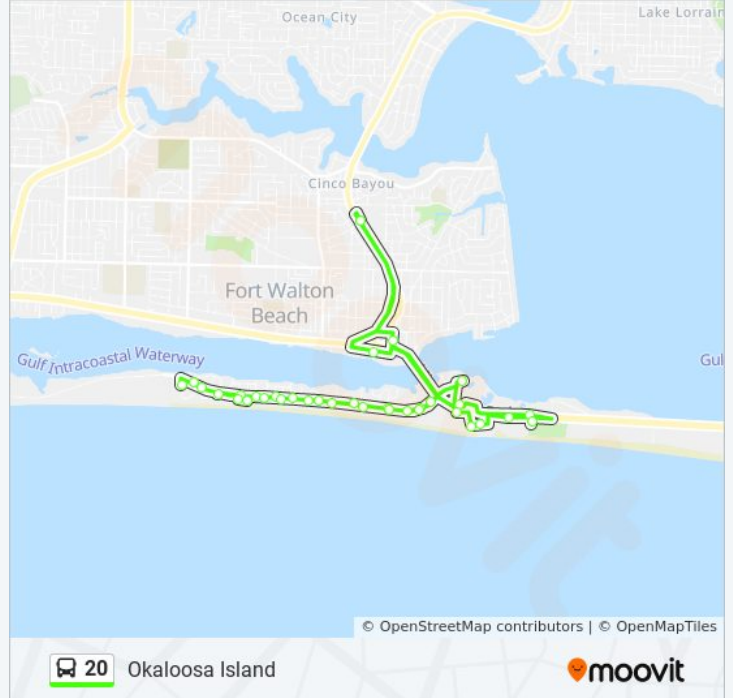 Ocean City
Lake Lorrain
Cinco Bayou
Fort Walton
Beach
Gulf Intracoastal Waterway
Gul
© OpenStreetMap contributors | © OpenMapTiles
20 Okaloosa Island
moovit